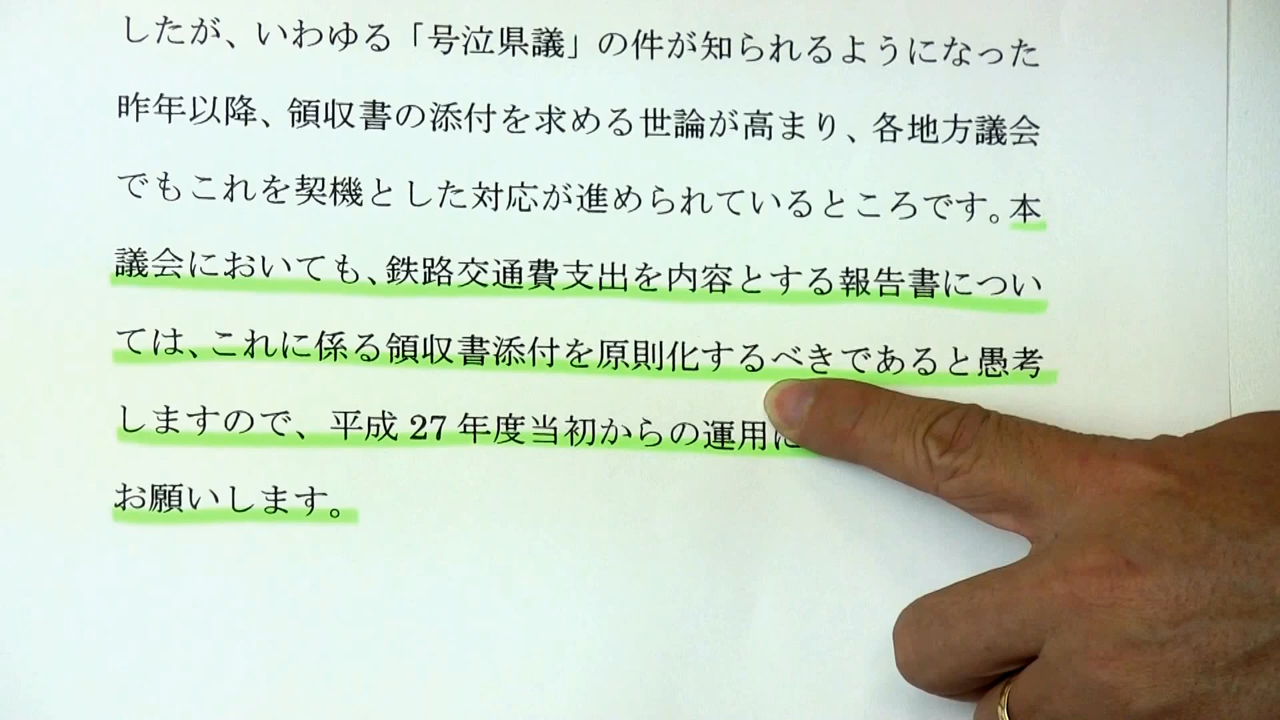 したが、いわゆる「号泣県議」の件が知られるようになった
昨年以降、領収書の添付を求める世論が高まり、各地方議会
でもこれを契機とした対応が進められているところです。本
議会においても、鉄路交通費支出を内容とする報告書につい
ては、これに係る領収書添付を原則化するべきであると愚考
しますので、平成 27 年度当初からの運用に
お願いします。